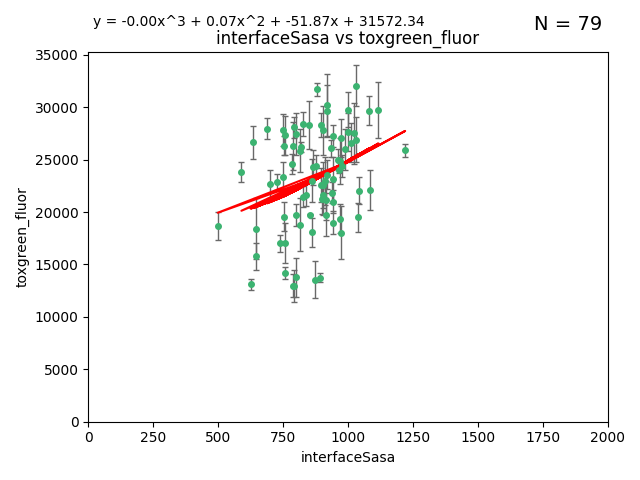 y = -0.00x^3 + 0.07x^2 + -51.87x + 31572.34
N = 79
interfaceSasa vs toxgreen_fluor
35000
30000
25000
20000
15000
10000
5000
0
toxgreen_fluor
0 250 500 750 1000 1250 1500 1750 2000
interfaceSasa